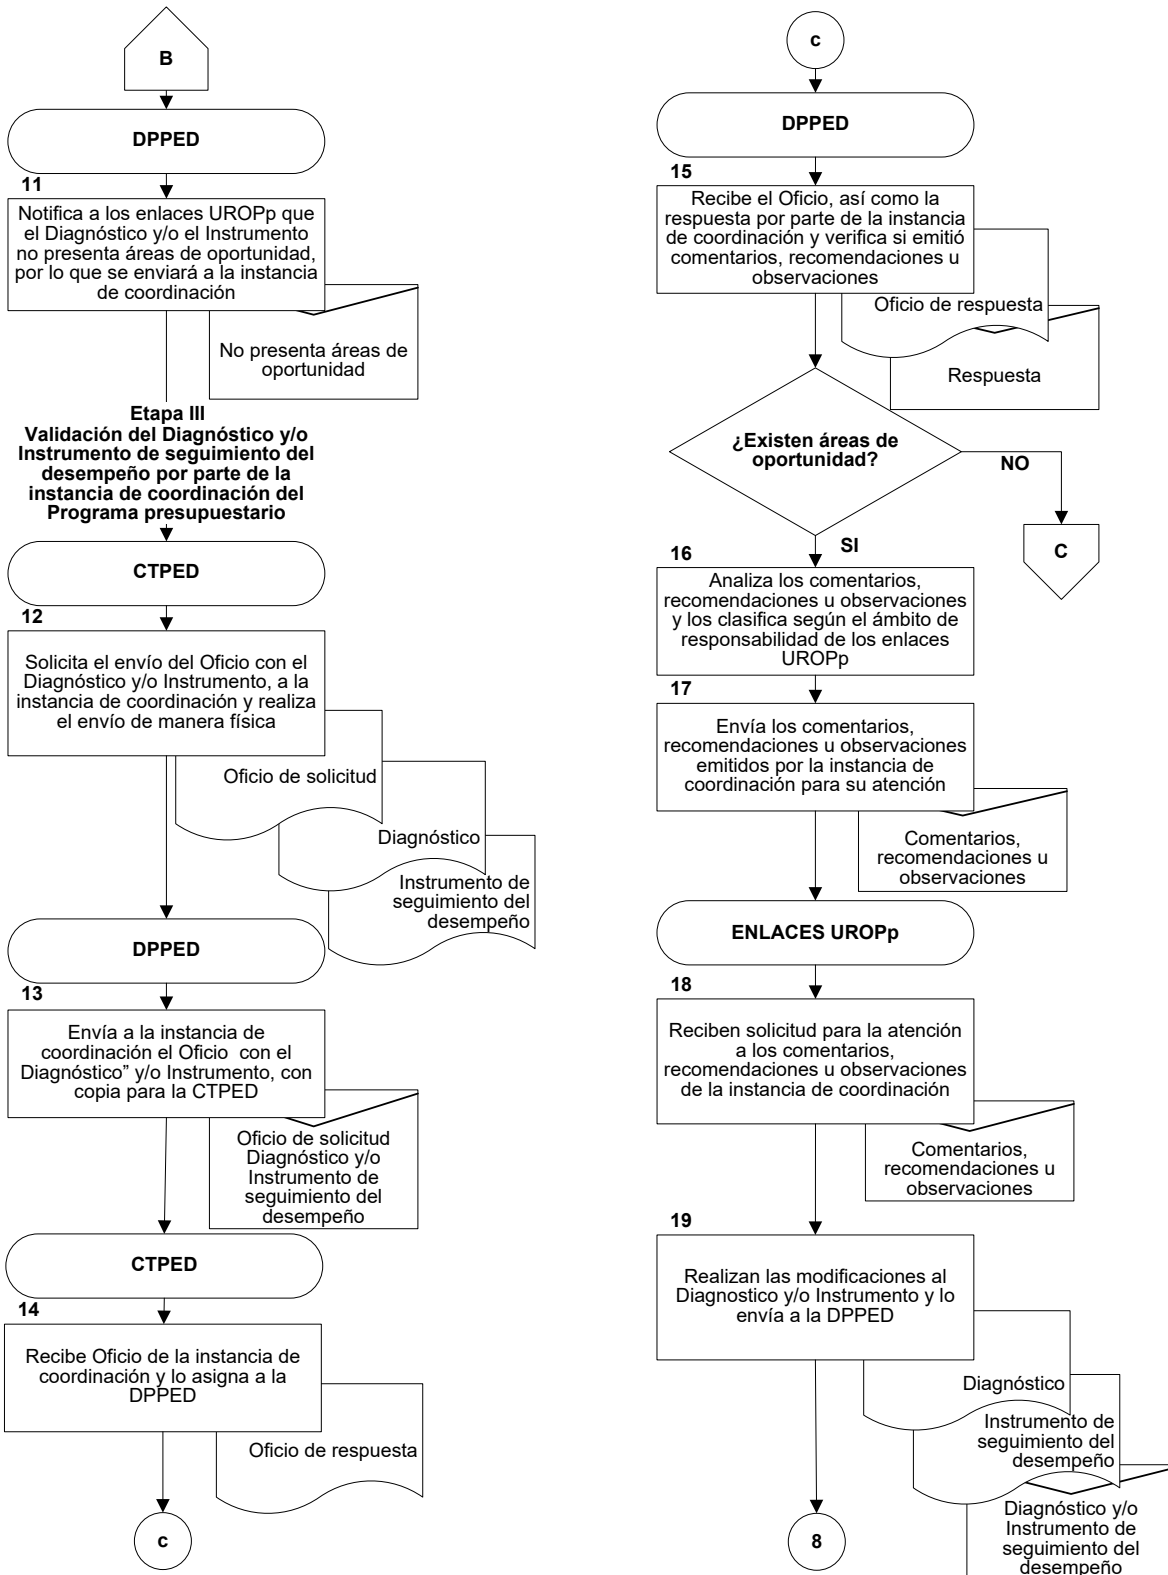 B
DPPED
11
Notifica a los enlaces UROPp que
el Diagnóstico y/o el Instrumento
no presenta áreas de oportunidad,
por lo que se enviará a la instancia
de coordinación
No presenta áreas de
oportunidad
Etapa III
Validación del Diagnóstico y/o
Instrumento de seguimiento del
desempeño por parte de la
instancia de coordinación del
Programa presupuestario
CTPED
12
Solicita el envío del Oficio con el
Diagnóstico y/o Instrumento, a la
instancia de coordinación y realiza
el envío de manera física
Oficio de solicitud
Diagnóstico
Instrumento de
seguimiento del
desempeño
DPPED
13
Envía a la instancia de
coordinación el Oficio con el
Diagnóstico” y/o Instrumento, con
copia para la CTPED
Oficio de solicitud
Diagnóstico y/o
Instrumento de
seguimiento del
desempeño
CTPED
14
Recibe Oficio de la instancia de
coordinación y lo asigna a la
DPPED
Oficio de respuesta
c
c
DPPED
15
Recibe el Oficio, así como la
respuesta por parte de la instancia
de coordinación y verifica si emitió
comentarios, recomendaciones u
observaciones
Oficio de respuesta
Respuesta
¿Existen áreas de
oportunidad?
NO
C
SI
16
Analiza los comentarios,
recomendaciones u observaciones
y los clasifica según el ámbito de
responsabilidad de los enlaces
UROPp
17
Envía los comentarios,
recomendaciones u observaciones
emitidos por la instancia de
coordinación para su atención
Comentarios,
recomendaciones u
observaciones
ENLACES UROPp
18
Reciben solicitud para la atención
a los comentarios,
recomendaciones u observaciones
de la instancia de coordinación
Comentarios,
recomendaciones u
observaciones
19
Realizan las modificaciones al
Diagnostico y/o Instrumento y lo
envía a la DPPED
Diagnóstico
Instrumento de
seguimiento del
desempeño
Diagnóstico y/o
Instrumento de
seguimiento del
desempeño
8